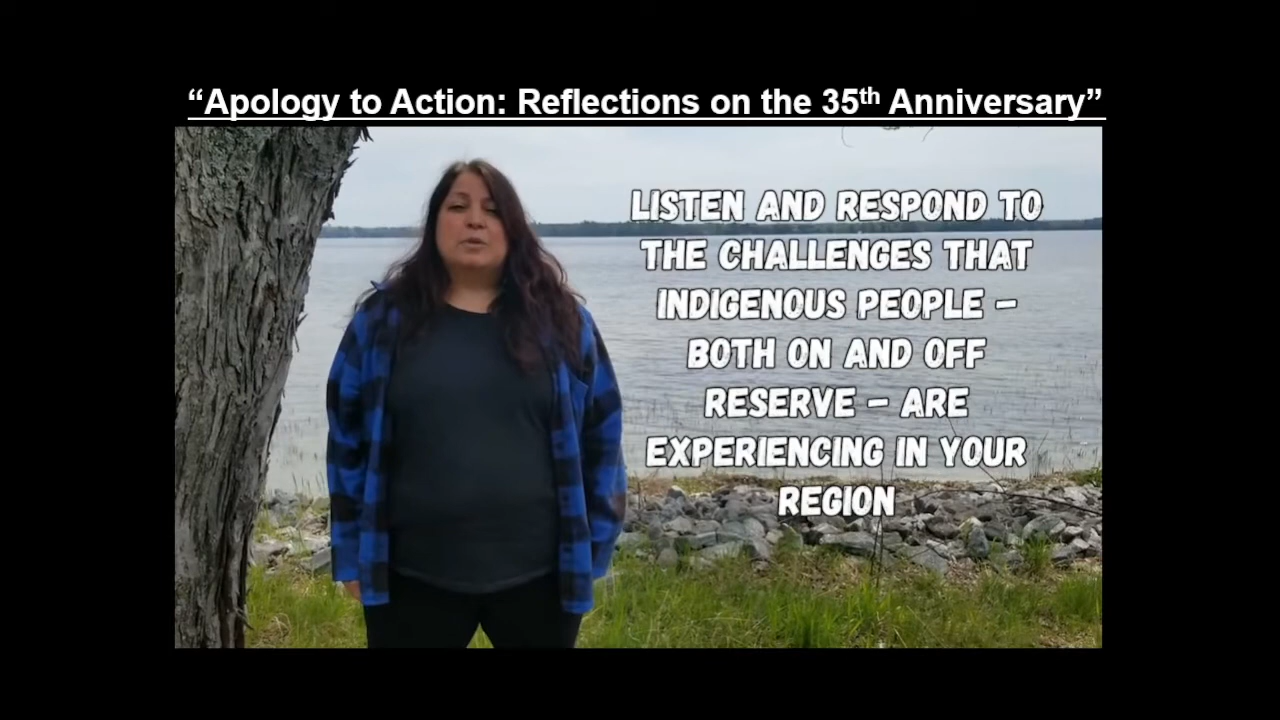 “Apology to Action: Reflections on the 35th Anniversary”
LISTEN AND RESPOND TO
THE CHALLENGES THAT
INDIGENOUS PEOPLE –
BOTH ON AND OFF
RESERVE – ARE
EXPERIENCING IN YOUR
REGION